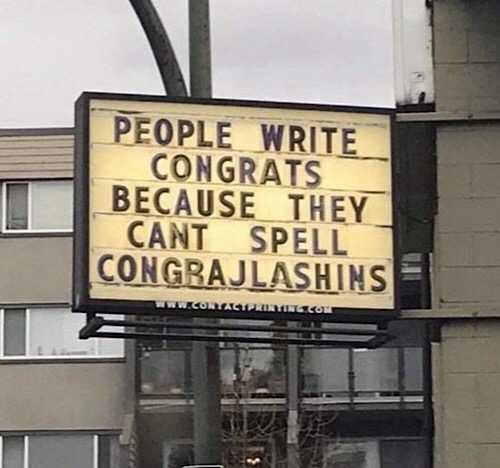 PEOPLE WRITE
CONGRATS
BECAUSE THEY
CANT SPELL
CONGRAJLASHINS
WWW.CONTACTPRINTING.COM